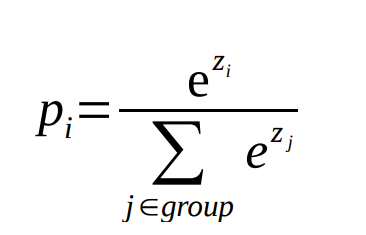 p_i = e^{z_i} / ∑_{j ∈ group} e^{z_j}